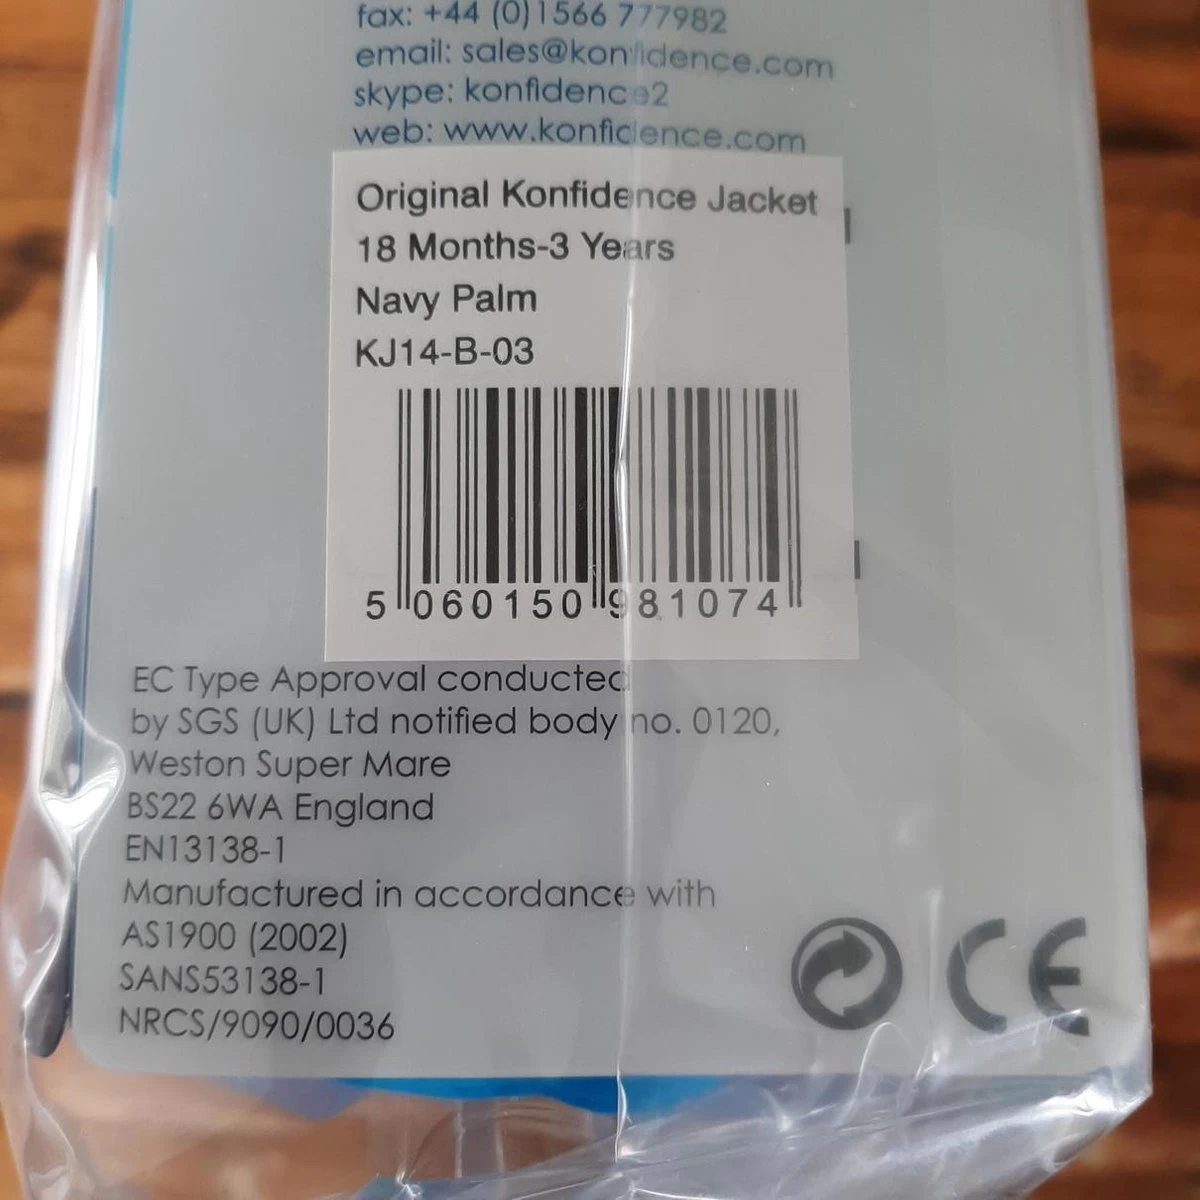 fax: +44 (0)1566 777982
email: sales@konfidence.com
skype: konfidence2
web: www.konfidence.com
Original Konfidence Jacket
18 Months-3 Years
Navy Palm
KJ14-B-03
5 060150 981074
EC Type Approval conducted
by SGS (UK) Ltd notified body no. 0120,
Weston Super Mare
BS22 6WA England
EN13138-1
Manufactured in accordance with
AS1900 (2002)
SANS53138-1
NRCS/9090/0036
CE